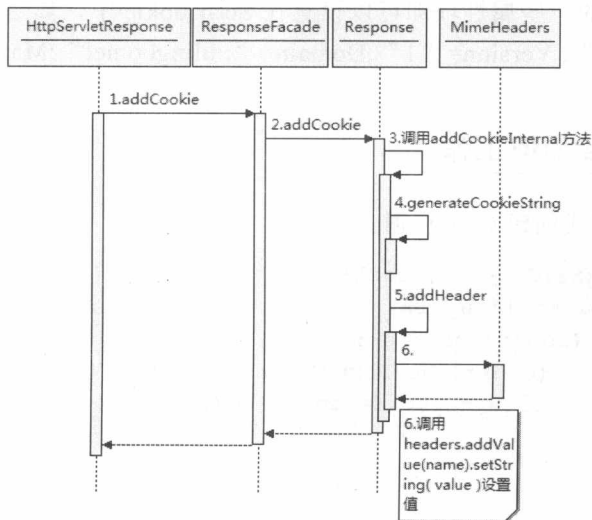 HttpServletResponse ResponseFacade Response MimeHeaders
1.addCookie
2.addCookie
3.调用addCookieInternal方法
4.generateCookieString
5.addHeader
6.
6.调用
headers.addVal
ue(name).setStr
ing( value )设置
值